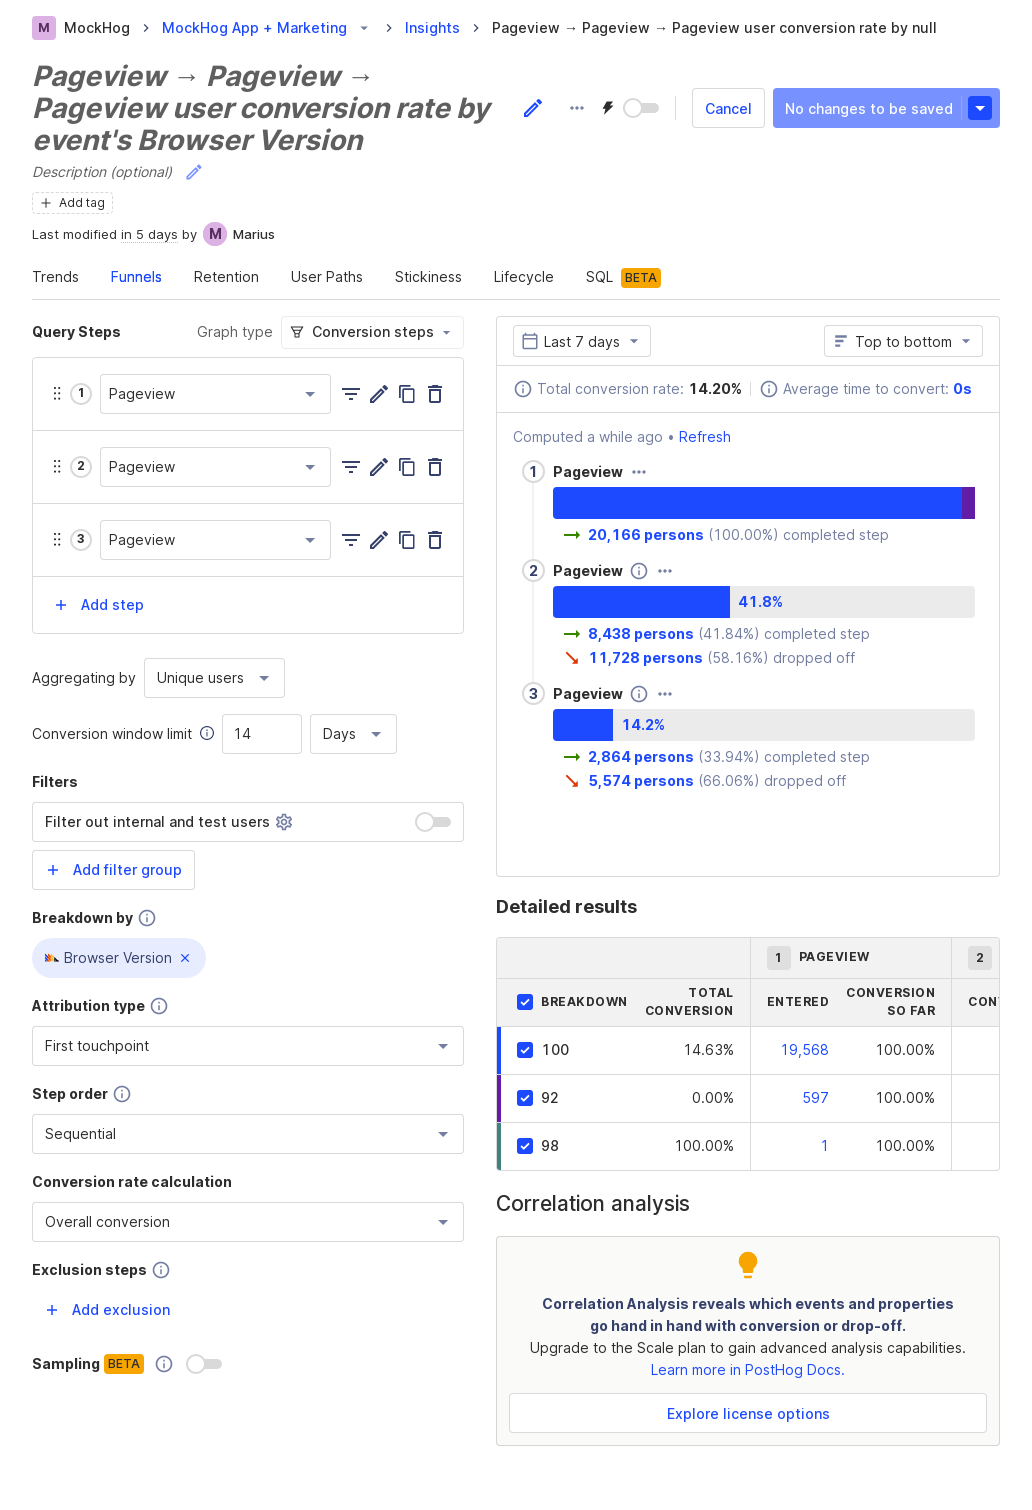 M MockHog > MockHog App + Marketing > Insights > Pageview → Pageview → Pageview user conversion rate by null
Pageview → Pageview →
Pageview user conversion rate by
event's Browser Version
Cancel
No changes to be saved
Description (optional)
+ Add tag
Last modified in 5 days by M Marius
Trends Funnels Retention User Paths Stickiness Lifecycle SQL BETA
Query Steps Graph type Conversion steps
1 Pageview
2 Pageview
3 Pageview
+ Add step
Aggregating by Unique users
Conversion window limit 14 Days
Filters
Filter out internal and test users
+ Add filter group
Breakdown by
Browser Version
Attribution type
First touchpoint
Step order
Sequential
Conversion rate calculation
Overall conversion
Exclusion steps
+ Add exclusion
Sampling BETA
Last 7 days Top to bottom
Total conversion rate: 14.20% Average time to convert: 0s
Computed a while ago • Refresh
1 Pageview
20,166 persons (100.00%) completed step
2 Pageview
41.8%
8,438 persons (41.84%) completed step
11,728 persons (58.16%) dropped off
3 Pageview
14.2%
2,864 persons (33.94%) completed step
5,574 persons (66.06%) dropped off
Detailed results
1 PAGEVIEW 2
BREAKDOWN TOTAL CONVERSION ENTERED CONVERSION SO FAR
100 14.63% 19,568 100.00%
92 0.00% 597 100.00%
98 100.00% 1 100.00%
Correlation analysis
Correlation Analysis reveals which events and properties
go hand in hand with conversion or drop-off.
Upgrade to the Scale plan to gain advanced analysis capabilities.
Learn more in PostHog Docs.
Explore license options